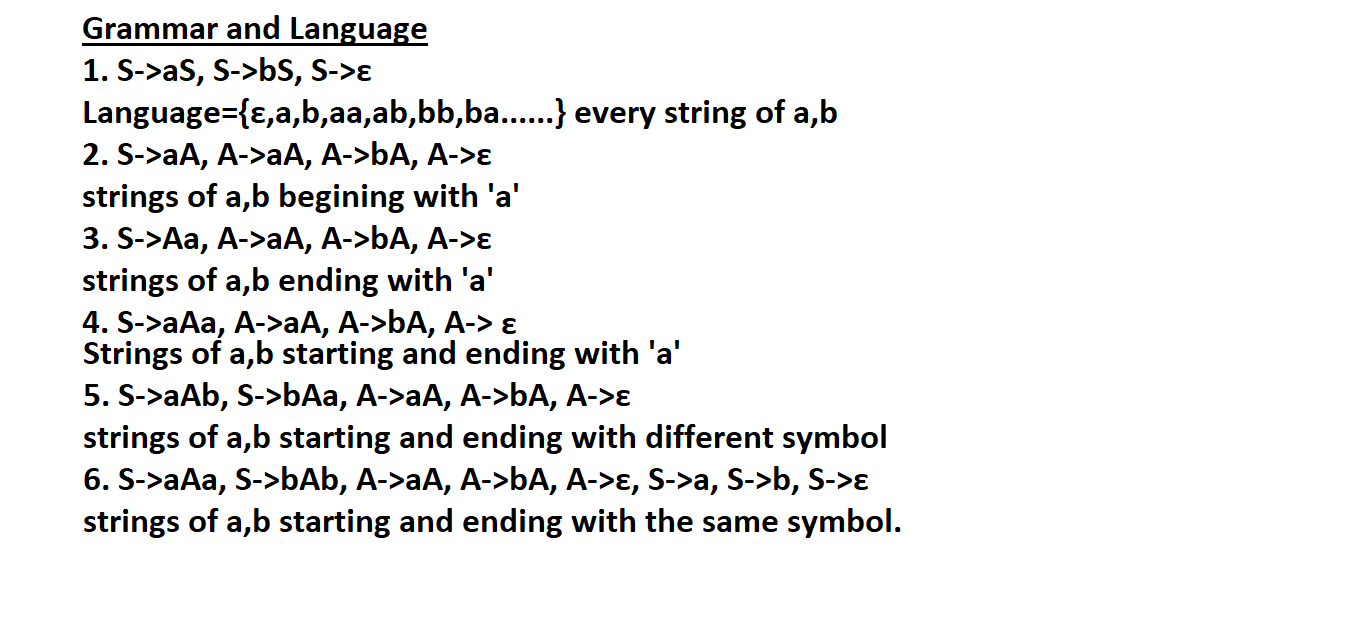 Grammar and Language
1. S->aS, S->bS, S->ε
Language={ε,a,b,aa,ab,bb,ba......} every string of a,b
2. S->aA, A->aA, A->bA, A->ε
strings of a,b begining with 'a'
3. S->Aa, A->aA, A->bA, A->ε
strings of a,b ending with 'a'
4. S->aAa, A->aA, A->bA, A-> ε
Strings of a,b starting and ending with 'a'
5. S->aAb, S->bAa, A->aA, A->bA, A->ε
strings of a,b starting and ending with different symbol
6. S->aAa, S->bAb, A->aA, A->bA, A->ε, S->a, S->b, S->ε
strings of a,b starting and ending with the same symbol.